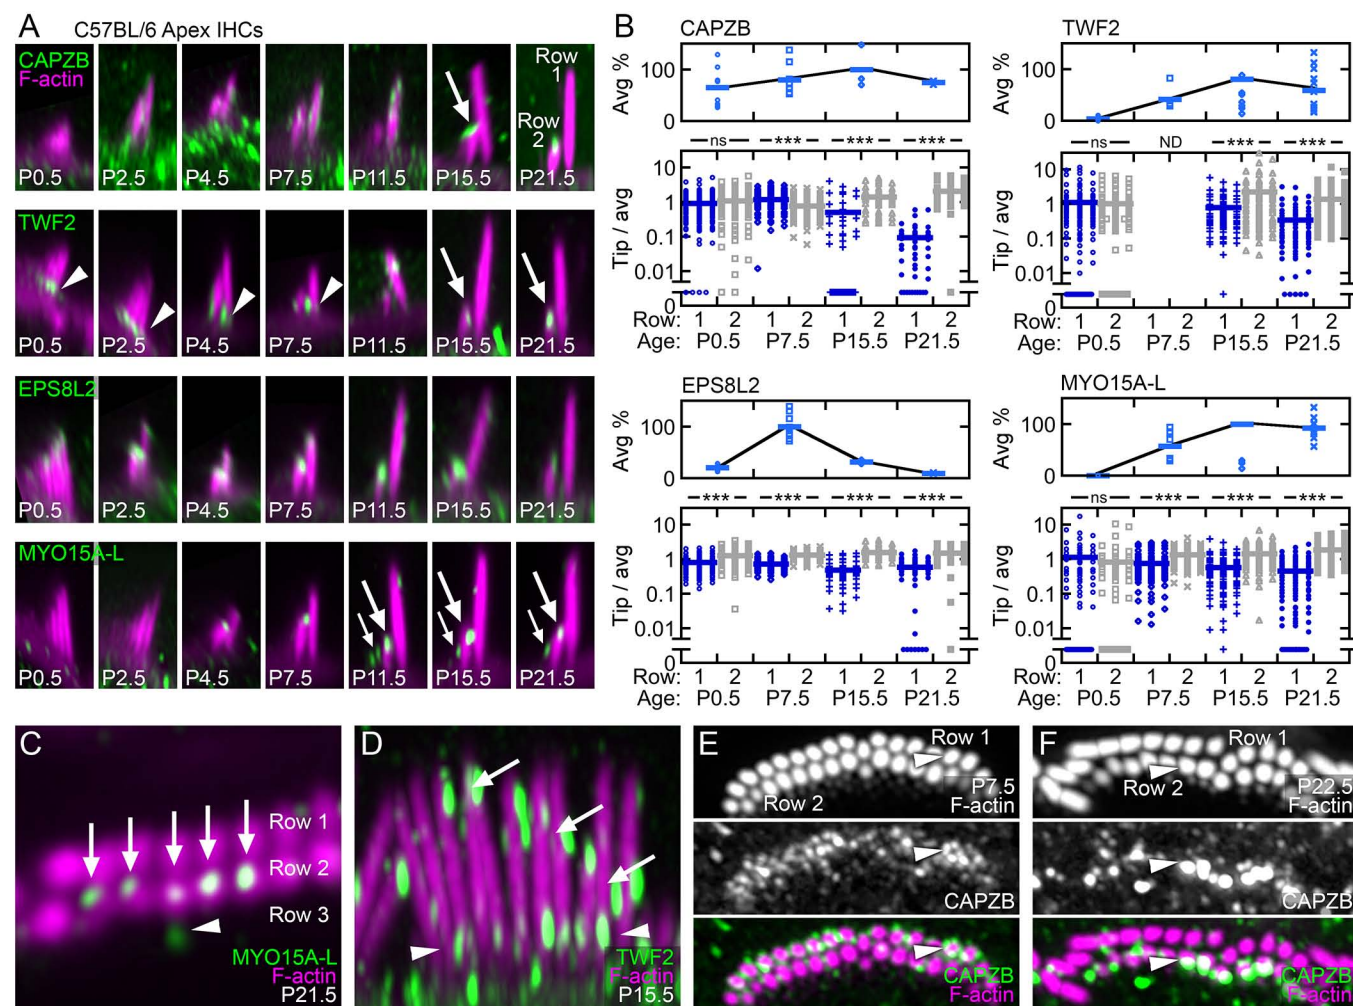 A
C57BL/6 Apex IHCs
CAPZB
F-actin
P0.5 P2.5 P4.5 P7.5 P11.5 P15.5 P21.5
Row 1
Row 2
TWF2
P0.5 P2.5 P4.5 P7.5 P11.5 P15.5 P21.5
EPS8L2
P0.5 P2.5 P4.5 P7.5 P11.5 P15.5 P21.5
MYO15A-L
P0.5 P2.5 P4.5 P7.5 P11.5 P15.5 P21.5
B
CAPZB
Avg %
100
0
ns *** *** ***
Tip / avg
10
1
0.1
0.01
0
Row: 1 2 1 2 1 2 1 2
Age: P0.5 P7.5 P15.5 P21.5
TWF2
Avg %
100
0
ns ND *** ***
Tip / avg
10
1
0.1
0.01
0
Row: 1 2 1 2 1 2 1 2
Age: P0.5 P7.5 P15.5 P21.5
EPS8L2
Avg %
100
0
*** *** *** ***
Tip / avg
10
1
0.1
0.01
0
Row: 1 2 1 2 1 2 1 2
Age: P0.5 P7.5 P15.5 P21.5
MYO15A-L
Avg %
100
0
ns *** *** ***
Tip / avg
10
1
0.1
0.01
0
Row: 1 2 1 2 1 2 1 2
Age: P0.5 P7.5 P15.5 P21.5
C
Row 1
Row 2
Row 3
MYO15A-L
F-actin
P21.5
D
TWF2
F-actin
P15.5
E
Row 1
Row 2
P7.5
F-actin
CAPZB
CAPZB
F-actin
F
Row 1
Row 2
P22.5
F-actin
CAPZB
CAPZB
F-actin